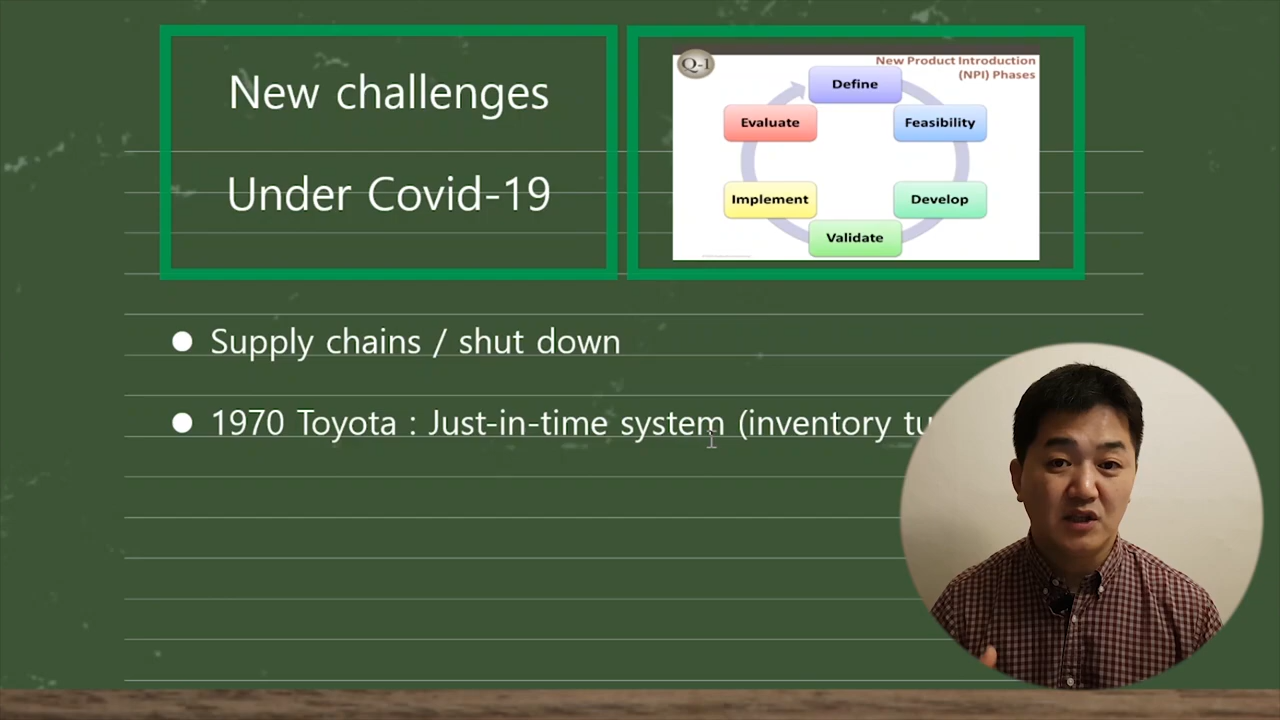 New challenges
Under Covid-19
Q-1
New Product Introduction
(NPI) Phases
Define
Evaluate
Feasibility
Implement
Develop
Validate
Supply chains / shut down
1970 Toyota : Just-in-time system (inventory